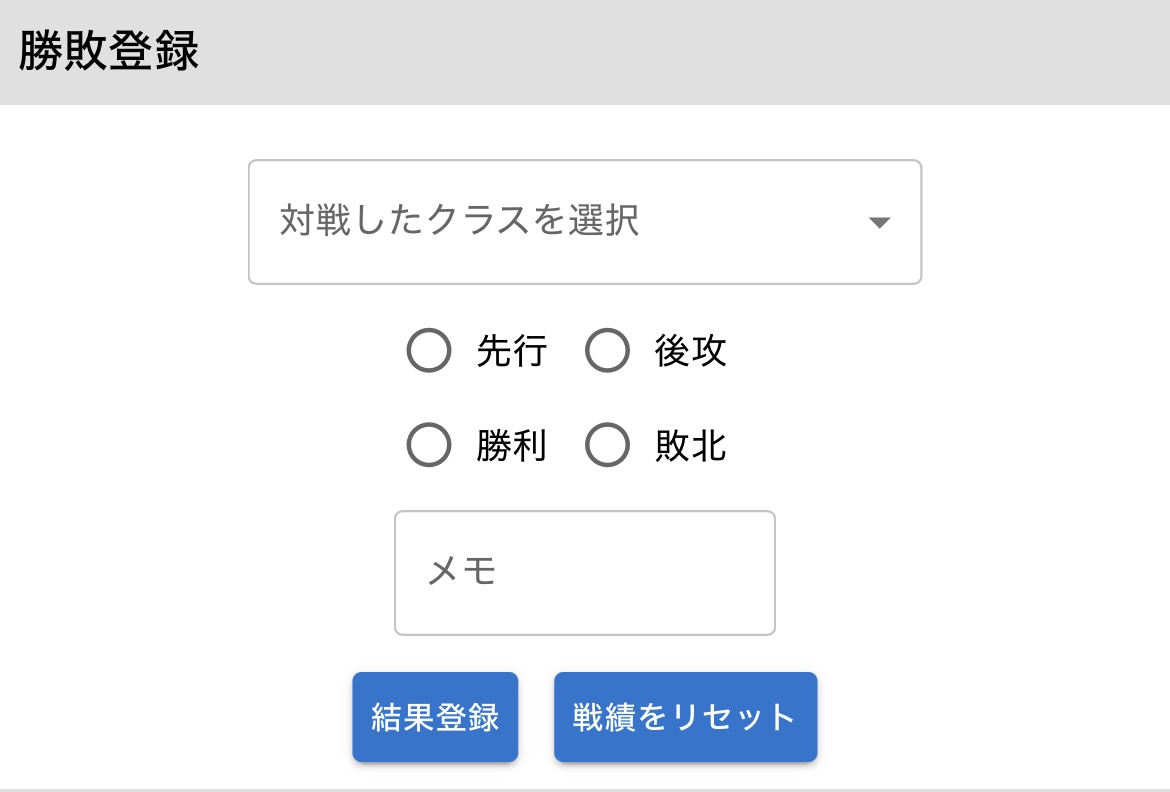 勝敗登録
対戦したクラスを選択
先行 後攻
勝利 敗北
メモ
結果登録 戦績をリセット